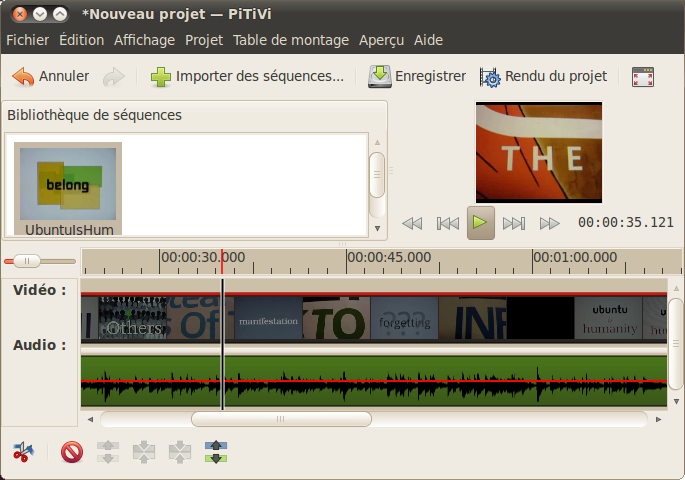 *Nouveau projet — PiTiVi
Fichier Édition Affichage Projet Table de montage Aperçu Aide
Annuler Importer des séquences... Enregistrer Rendu du projet
Bibliothèque de séquences
belong
UbuntuIsHum
THE
00:00:35.121
00:00:30.000 00:00:45.000 00:01:00.000
Vidéo :
Others manifestation TO forgetting INF ubuntu humanity
Audio :